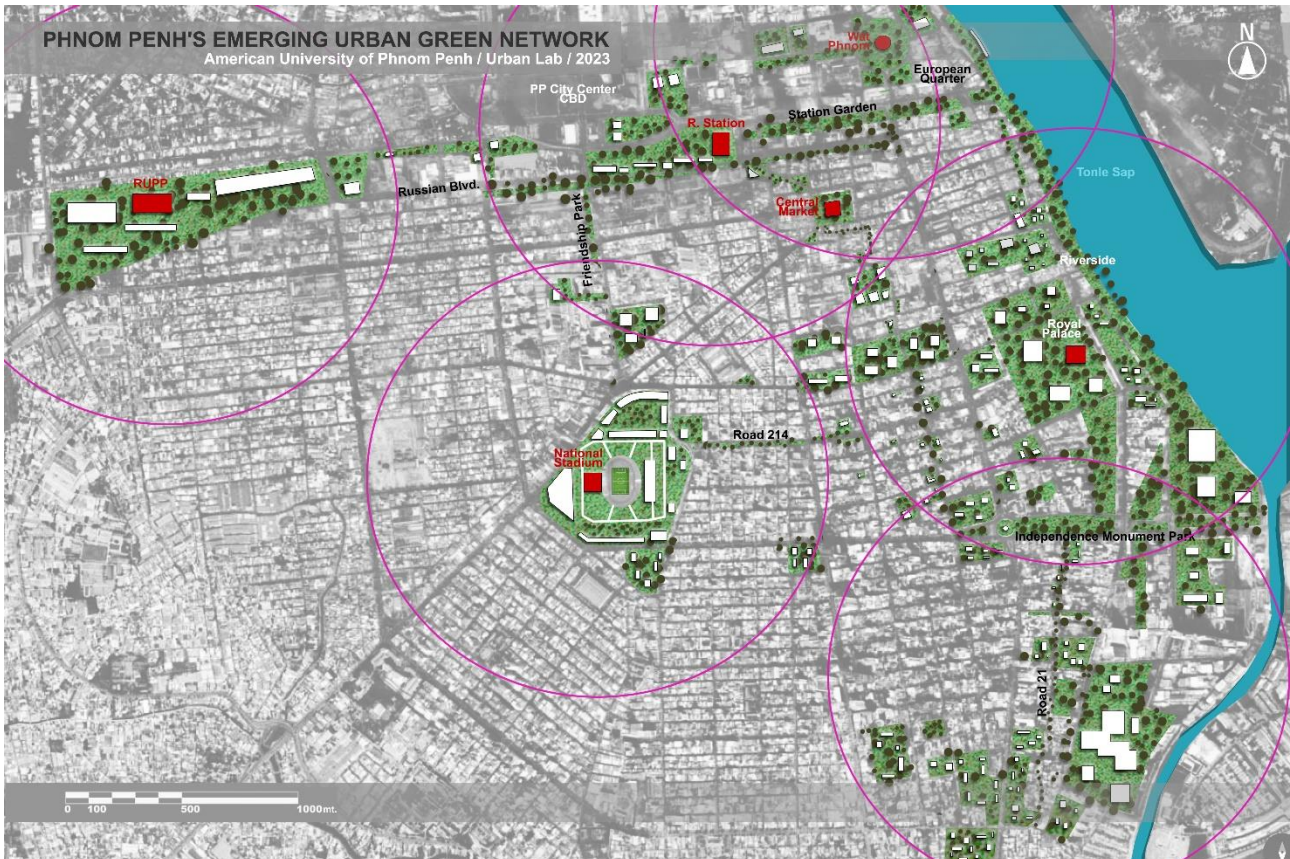 PHNOM PENH'S EMERGING URBAN GREEN NETWORK
American University of Phnom Penh / Urban Lab / 2023
N
Wat
Phnom
European
Quarter
PP City Center
CBD
Station Garden
R. Station
Tonle Sap
RUPP
Russian Blvd.
Central
Market
Friendship Park
Riverside
Royal
Palace
Road 214
National
Stadium
Independence Monument Park
Road 21
0 100 500 1000mt.